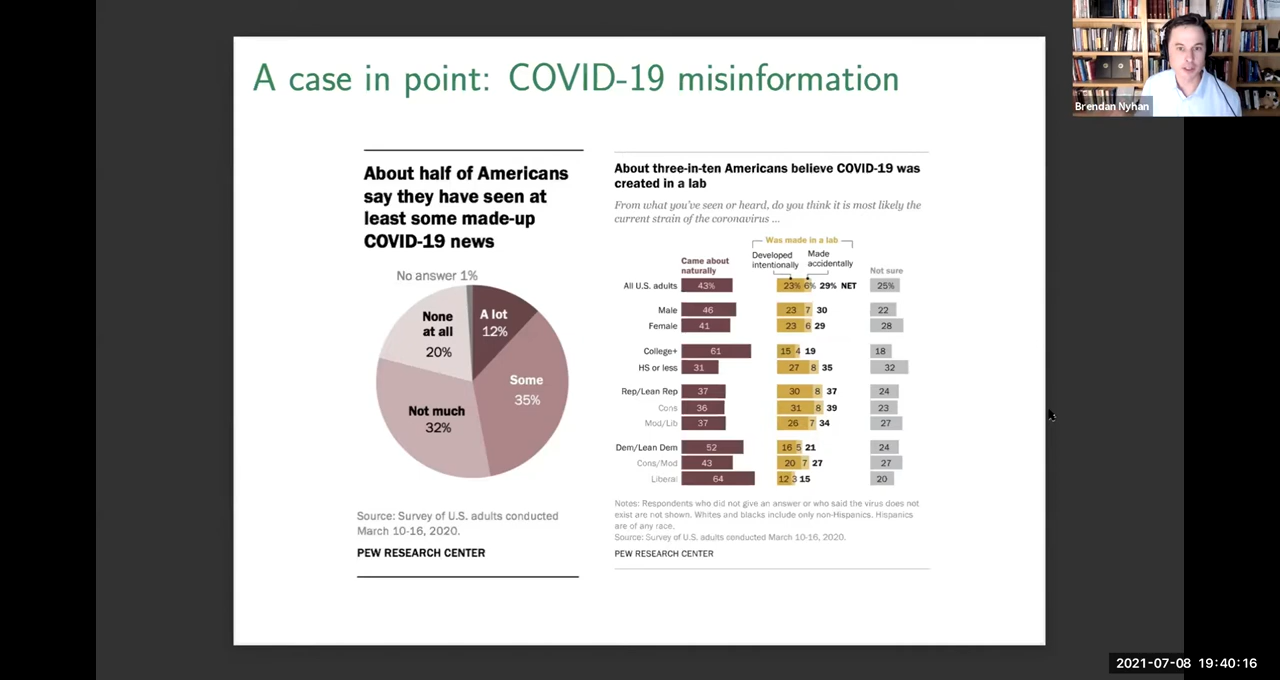 A case in point: COVID-19 misinformation
Brendan Nyhan
About half of Americans
say they have seen at
least some made-up
COVID-19 news
No answer 1%
A lot
12%
None
at all
20%
Some
35%
Not much
32%
Source: Survey of U.S. adults conducted
March 10-16, 2020.
PEW RESEARCH CENTER
About three-in-ten Americans believe COVID-19 was
created in a lab
From what you've seen or heard, do you think it is most likely the
current strain of the coronavirus ...
Was made in a lab
Came about
naturally
Developed
intentionally
Made
accidentally
Not sure
All U.S. adults 43% 23% 6% 29% NET 25%
Male 46 23 7 30 22
Female 41 23 6 29 28
College+ 61 15 4 19 18
HS or less 31 27 8 35 32
Rep/Lean Rep 37 30 8 37 24
Cons 36 31 8 39 23
Mod/Lib 37 26 7 34 27
Dem/Lean Dem 52 16 5 21 24
Cons/Mod 43 20 7 27 27
Liberal 64 12 3 15 20
Notes: Respondents who did not give an answer or who said the virus does not
exist are not shown. Whites and blacks include only non-Hispanics. Hispanics
are of any race.
Source: Survey of U.S. adults conducted March 10-16, 2020.
PEW RESEARCH CENTER
2021-07-08 19:40:16